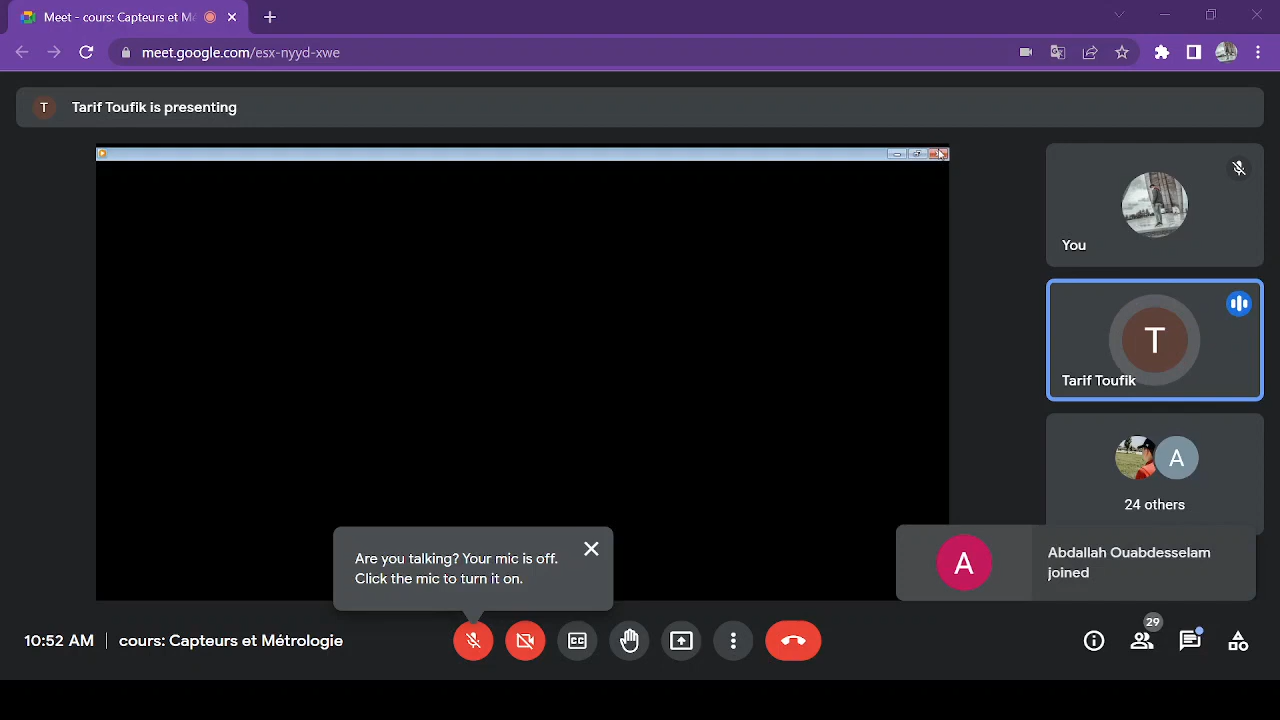 Meet - cours: Capteurs et Mé
meet.google.com/esx-nyyd-xwe
T
Tarif Toufik is presenting
You
T
Tarif Toufik
A
24 others
Are you talking? Your mic is off.
Click the mic to turn it on.
A
Abdallah Ouabdesselam
joined
10:52 AM
cours: Capteurs et Métrologie
CC
29